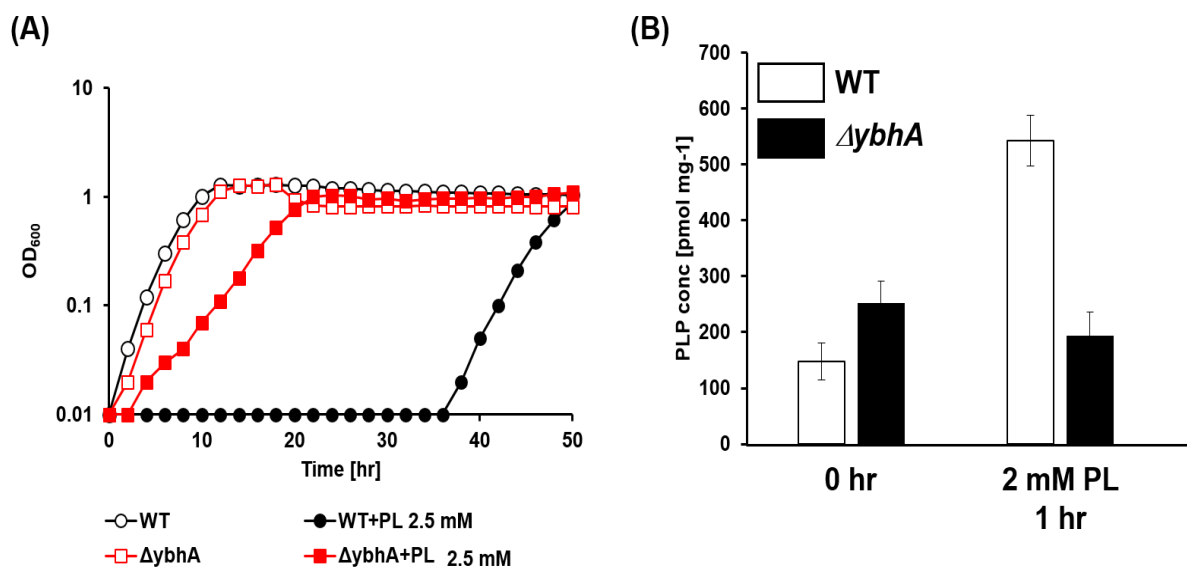 (A)
10
1
0.1
0.01
OD600
0
10
20
30
40
50
Time [hr]
WT
WT+PL 2.5 mM
ΔybhA
ΔybhA+PL 2.5 mM
(B)
700
600
500
400
300
200
100
0
PLP conc [pmol mg-1]
WT
ΔybhA
0 hr
2 mM PL
1 hr